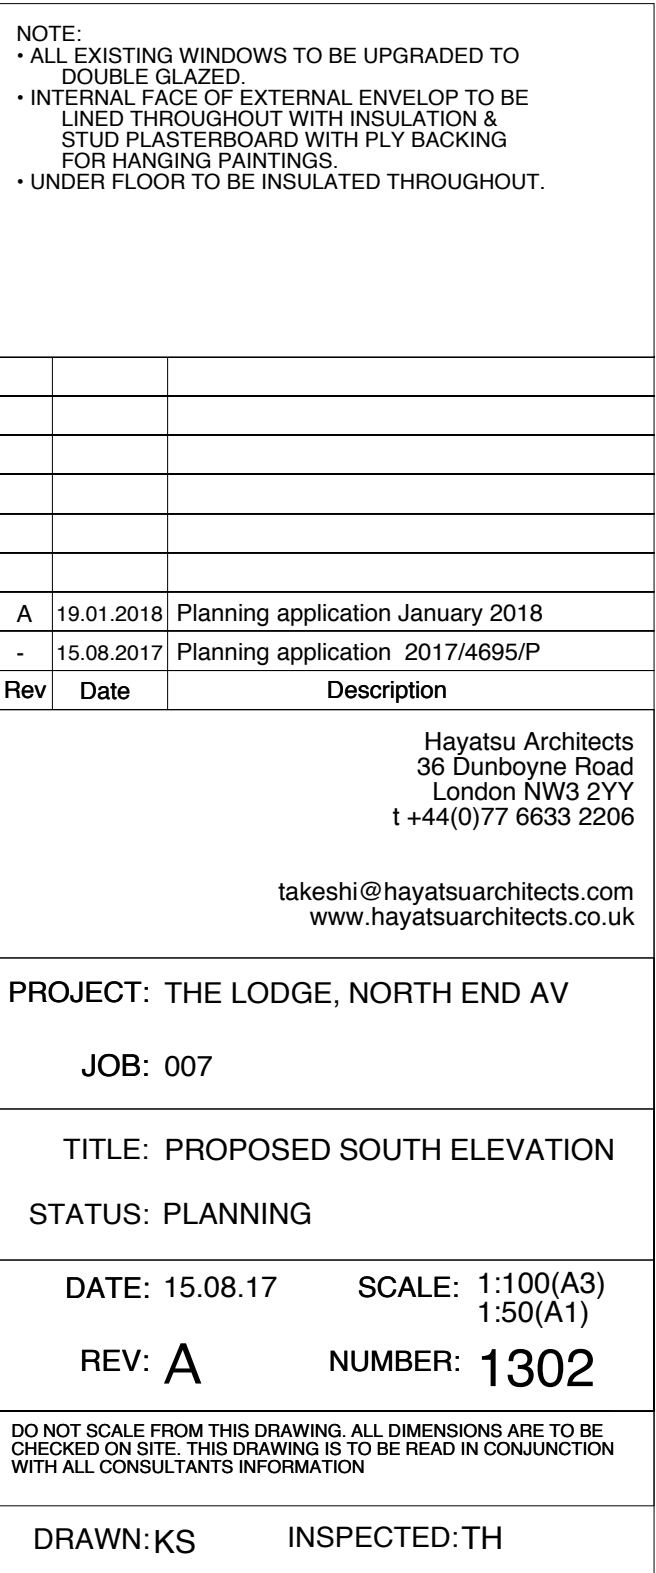 NOTE:
• ALL EXISTING WINDOWS TO BE UPGRADED TO
DOUBLE GLAZED.
• INTERNAL FACE OF EXTERNAL ENVELOP TO BE
LINED THROUGHOUT WITH INSULATION &
STUD PLASTERBOARD WITH PLY BACKING
FOR HANGING PAINTINGS.
• UNDER FLOOR TO BE INSULATED THROUGHOUT.
A 19.01.2018 Planning application January 2018
- 15.08.2017 Planning application 2017/4695/P
Rev Date Description
Hayatsu Architects
36 Dunboyne Road
London NW3 2YY
t +44(0)77 6633 2206
takeshi@hayatsuarchitects.com
www.hayatsuarchitects.co.uk
PROJECT: THE LODGE, NORTH END AV
JOB: 007
TITLE: PROPOSED SOUTH ELEVATION
STATUS: PLANNING
DATE: 15.08.17 SCALE: 1:100(A3)
1:50(A1)
REV: A NUMBER: 1302
DO NOT SCALE FROM THIS DRAWING. ALL DIMENSIONS ARE TO BE
CHECKED ON SITE. THIS DRAWING IS TO BE READ IN CONJUNCTION
WITH ALL CONSULTANTS INFORMATION
DRAWN: KS INSPECTED: TH